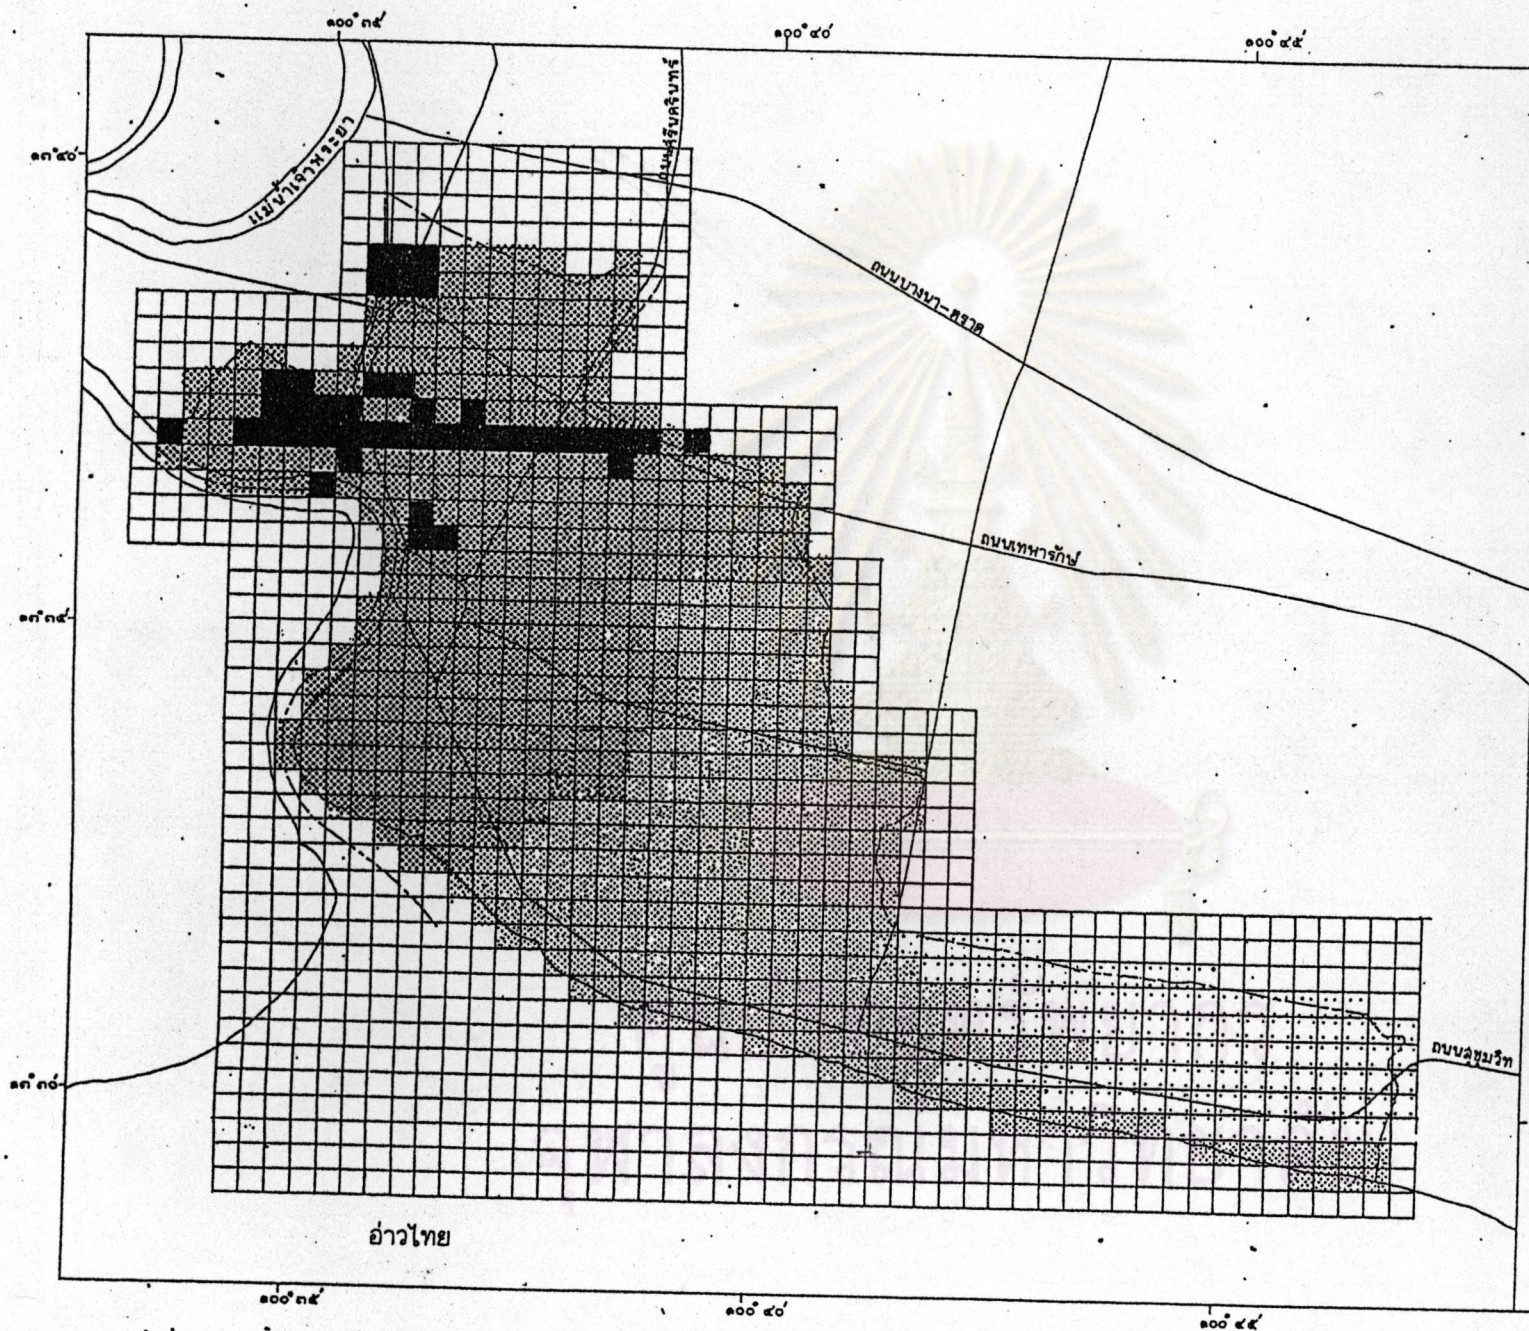 ๑๐๐° ๓๕′
๑๐๐° ๔๐′
๑๐๐° ๔๕′
๑๓° ๔๐′
แม่น้ำเจ้าพระยา
ถนนศรีนครินทร์
ถนนบางนา-ตราด
ถนนเทพารักษ์
๑๓° ๓๕′
ถนนสุขุมวิท
๑๓° ๓๐′
อ่าวไทย
๑๐๐° ๓๕′
๑๐๐° ๔๐′
๑๐๐° ๔๕′